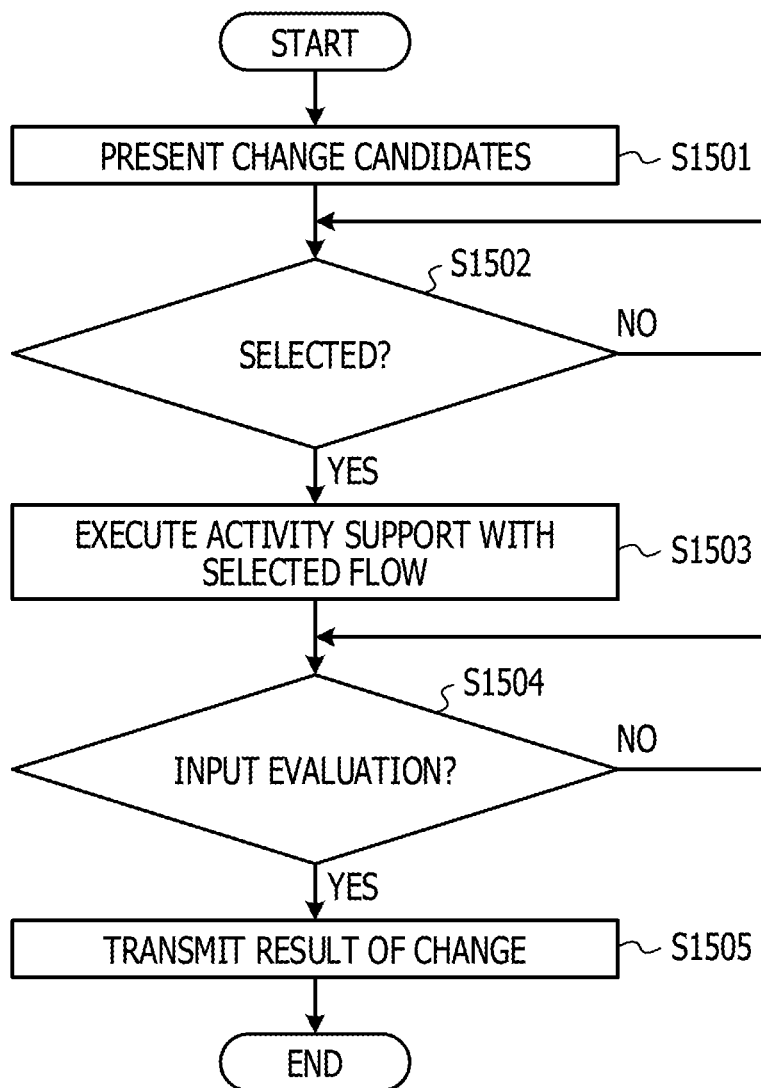 START
PRESENT CHANGE CANDIDATES
S1501
S1502
SELECTED?
NO
YES
EXECUTE ACTIVITY SUPPORT WITH
SELECTED FLOW
S1503
S1504
INPUT EVALUATION?
NO
YES
TRANSMIT RESULT OF CHANGE
S1505
END